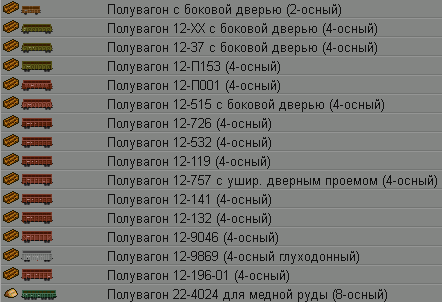 Полувагон с боковой дверью (2-осный)
Полувагон 12-XX с боковой дверью (4-осный)
Полувагон 12-37 с боковой дверью (4-осный)
Полувагон 12-П153 (4-осный)
Полувагон 12-П001 (4-осный)
Полувагон 12-515 с боковой дверью (4-осный)
Полувагон 12-726 (4-осный)
Полувагон 12-532 (4-осный)
Полувагон 12-119 (4-осный)
Полувагон 12-757 с ушир. дверным проемом (4-осный)
Полувагон 12-141 (4-осный)
Полувагон 12-132 (4-осный)
Полувагон 12-9046 (4-осный)
Полувагон 12-9869 (4-осный глуходонный)
Полувагон 12-196-01 (4-осный)
Полувагон 22-4024 для медной руды (8-осный)